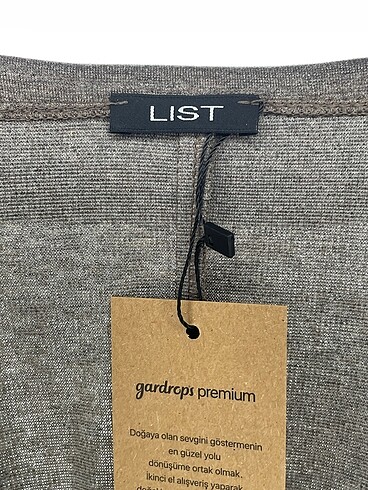 LIST
gardrops premium
Doğaya olan sevgini göstermenin
en güzel yolu
dönüşüme ortak olmak.
İkinci el alışveriş yaparak